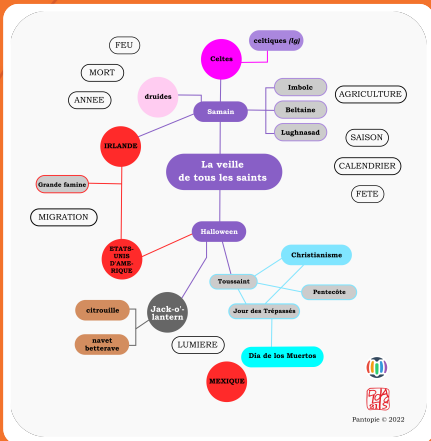 FEU
celtiques /lg/
Celtes
MORT
Imbolc
druides
AGRICULTURE
ANNEE
Samain
Beltaine
Lughnasad
SAISON
IRLANDE
La veille
de tous les saints
CALENDRIER
Grande famine
FETE
MIGRATION
Halloween
ETATS-
UNIS
D'AME-
RIQUE
Christianisme
Toussaint
Pentecôte
citrouille
Jack-o'-
lantern
Jour des Trépassés
navet
betterave
LUMIERE
Dia de los Muertos
MEXIQUE
Pantopie © 2022